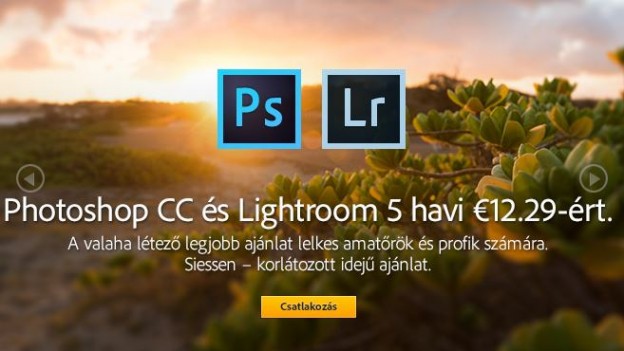 Ps Lr
Photoshop CC és Lightroom 5 havi €12.29-ért.
A valaha létező legjobb ajánlat lelkes amatőrök és profik számára.
Siessen – korlátozott idejű ajánlat.
Csatlakozás